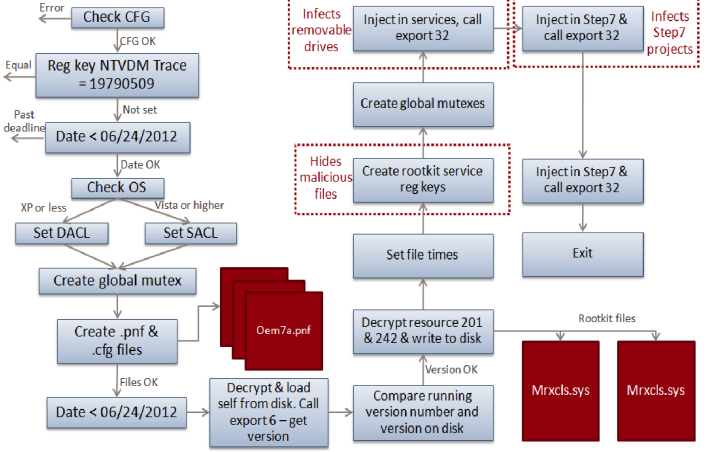 Error
Check CFG
CFG OK
Equal
Reg key NTVDM Trace
= 19790509
Not set
Past
deadline
Date < 06/24/2012
Date OK
Check OS
XP or less
Vista or higher
Set DACL
Set SACL
Create global mutex
Create .pnf &
.cfg files
Oem7a.pnf
Files OK
Date < 06/24/2012
Decrypt & load
self from disk. Call
export 6 – get
version
Compare running
version number and
version on disk
Version OK
Decrypt resource 201
& 242 & write to disk
Rootkit files
Mrxcls.sys
Mrxcls.sys
Set file times
Hides
malicious
files
Create rootkit service
reg keys
Create global mutexes
Infects
removable
drives
Inject in services, call
export 32
Inject in Step7 &
call export 32
Infects
Step7
projects
Inject in Step7 &
call export 32
Exit